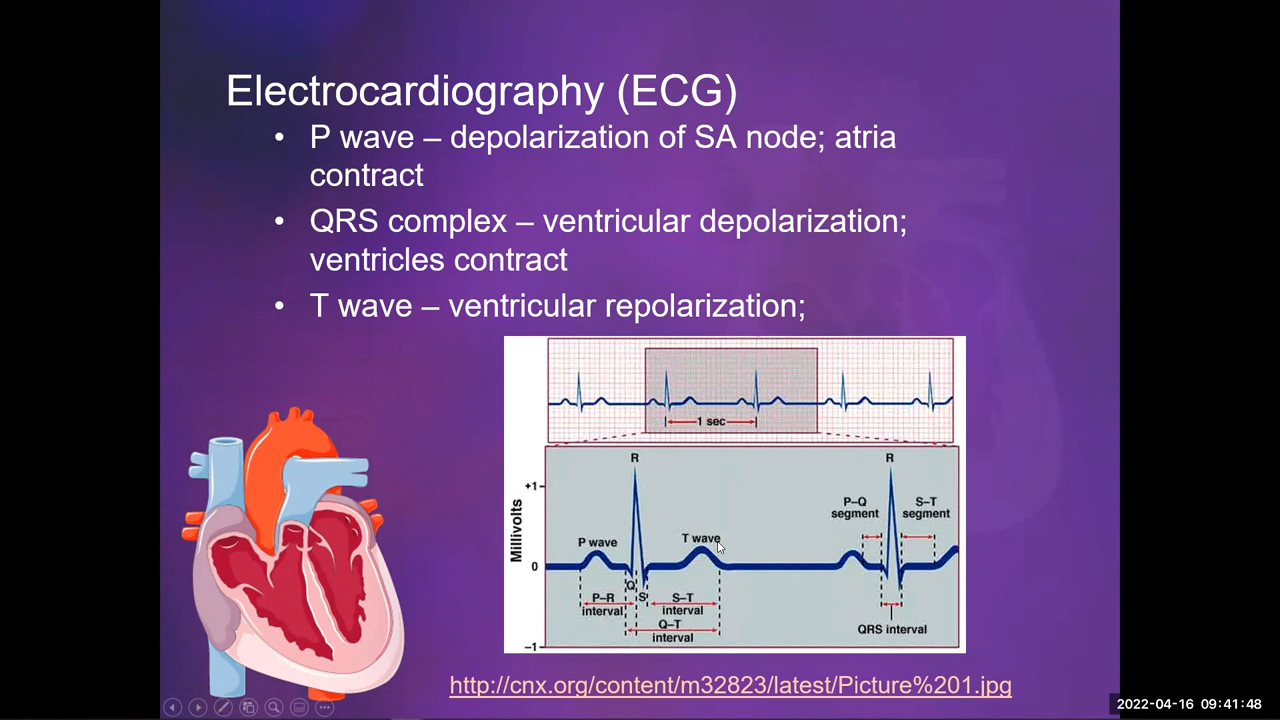 Electrocardiography (ECG)
• P wave – depolarization of SA node; atria
contract
• QRS complex – ventricular depolarization;
ventricles contract
• T wave – ventricular repolarization;
1 sec
R
R
+1
P–Q
segment
S–T
segment
Millivolts
P wave
T wave
0
Q
S
P–R
interval
S–T
interval
Q–T
interval
QRS interval
–1
http://cnx.org/content/m32823/latest/Picture%201.jpg
2022-04-16 09:41:48